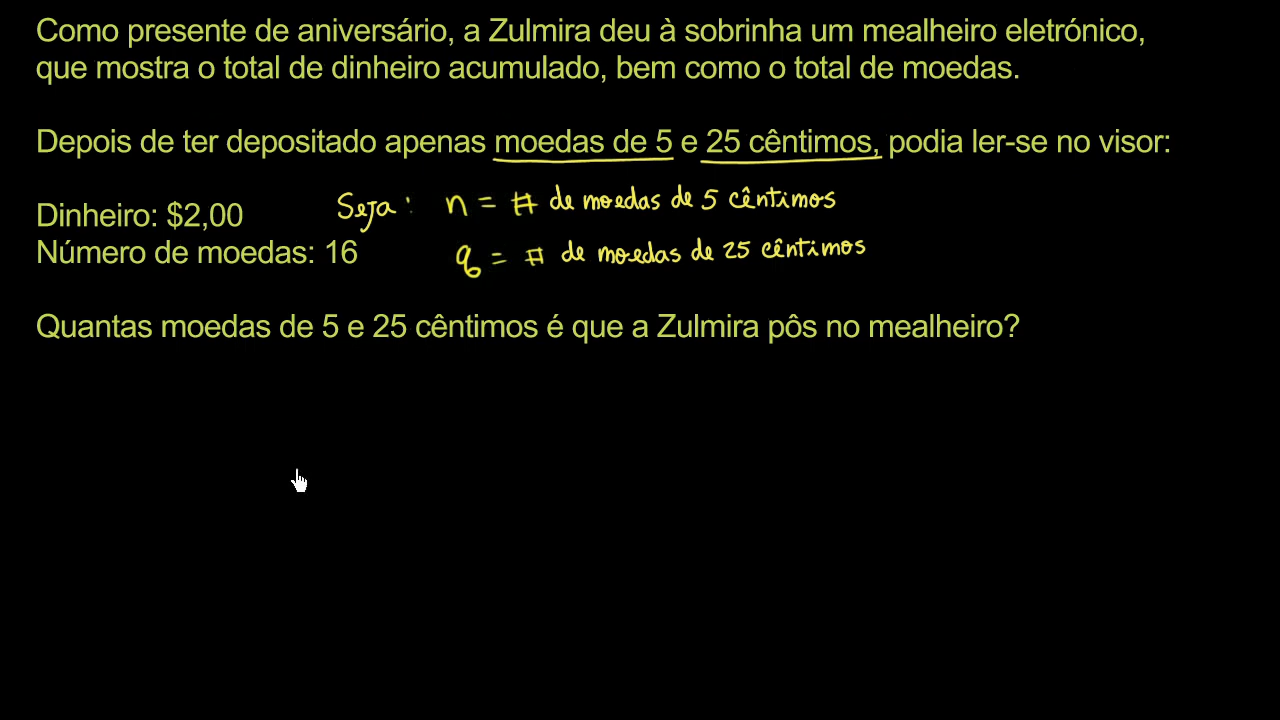 Como presente de aniversário, a Zulmira deu à sobrinha um mealheiro eletrónico,
que mostra o total de dinheiro acumulado, bem como o total de moedas.
Depois de ter depositado apenas moedas de 5 e 25 cêntimos, podia ler-se no visor:
Dinheiro: $2,00
Número de moedas: 16
Seja: n = # de moedas de 5 cêntimos
q = # de moedas de 25 cêntimos
Quantas moedas de 5 e 25 cêntimos é que a Zulmira pôs no mealheiro?